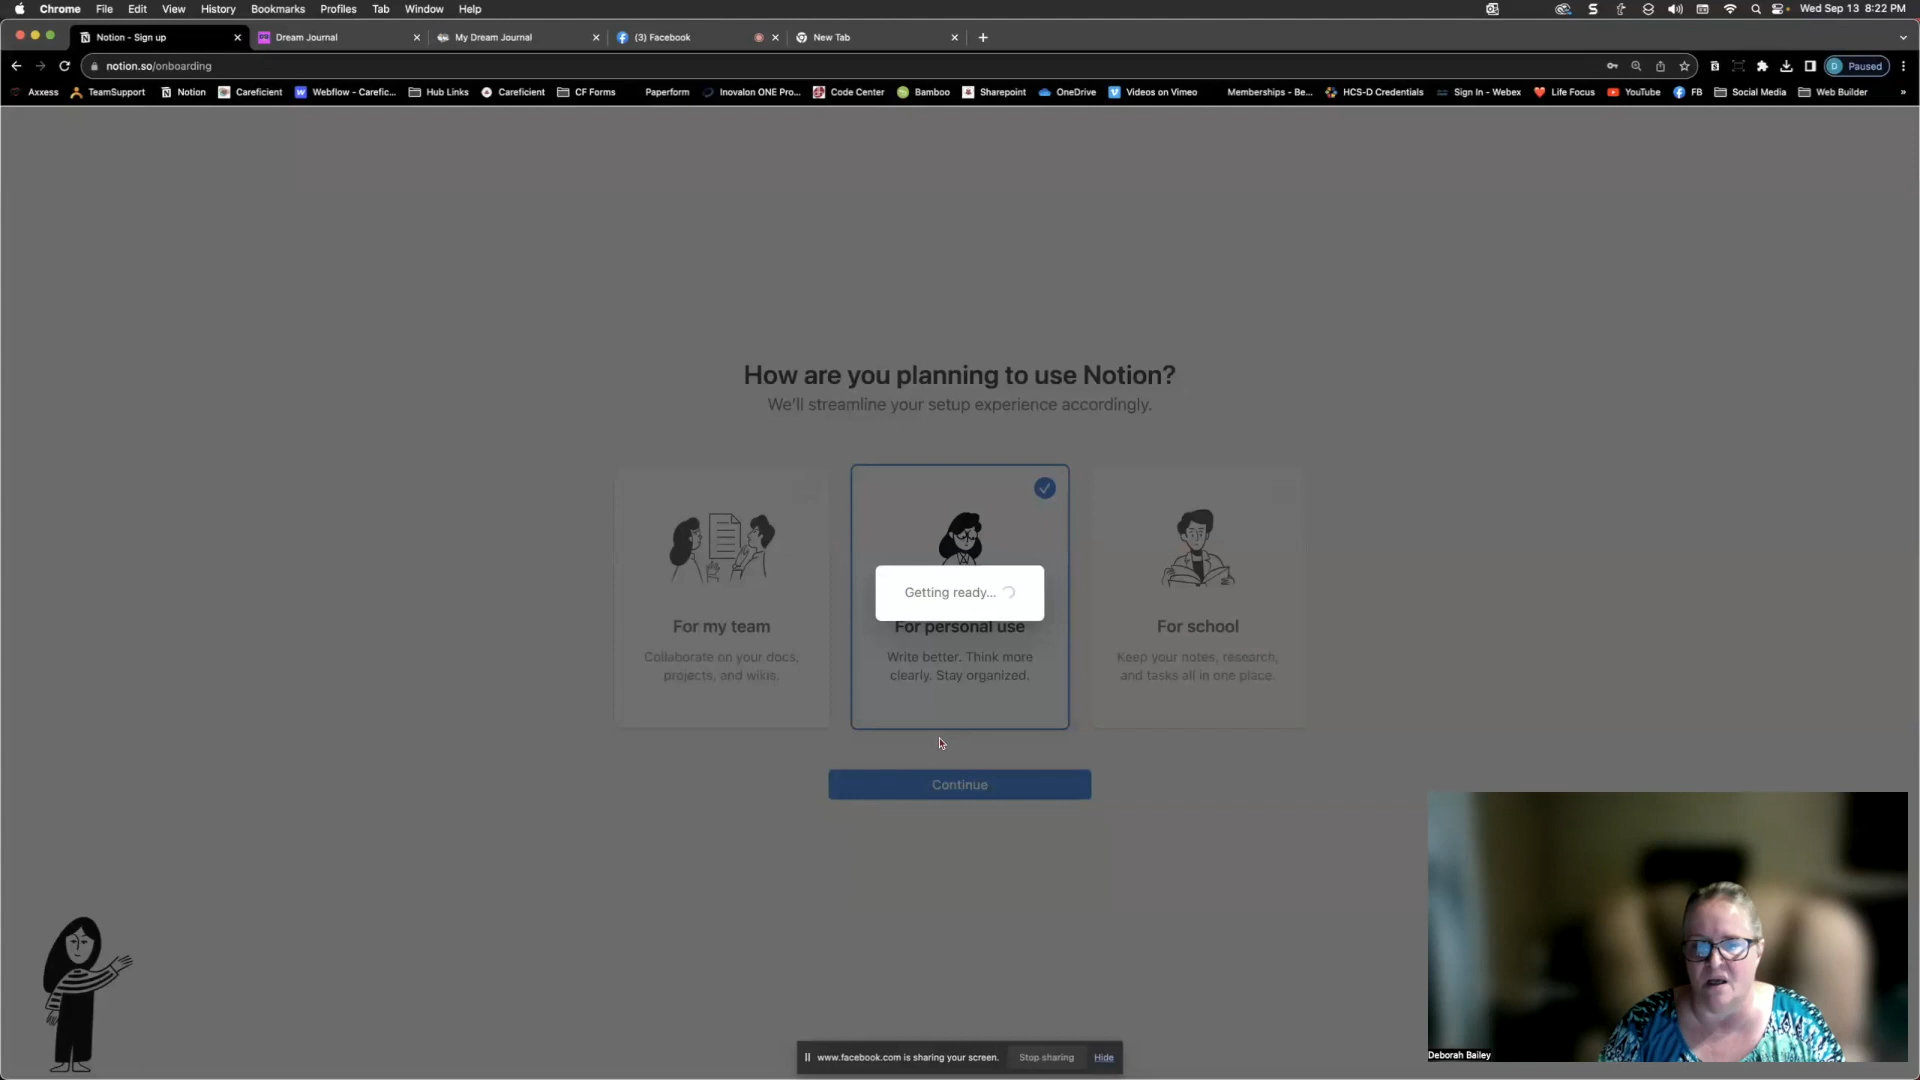 Chrome File Edit View History Bookmarks Profiles Tab Window Help Wed Sep 13 8:22 PM
Notion - Sign up Dream Journal My Dream Journal (3) Facebook New Tab
notion.so/onboarding Paused
Axxess TeamSupport Notion Careficient Webflow - Carefic... Hub Links Careficient CF Forms Paperform Inovalon ONE Pro... Code Center Bamboo Sharepoint OneDrive Videos on Vimeo Memberships - Be... HCS-D Credentials Sign In - Webex Life Focus YouTube FB Social Media Web Builder »
How are you planning to use Notion?
We'll streamline your setup experience accordingly.
Getting ready...
For my team
Collaborate on your docs,
projects, and wikis.
For personal use
Write better. Think more
clearly. Stay organized.
For school
Keep your notes, research,
and tasks all in one place.
Continue
Deborah Bailey
www.facebook.com is sharing your screen. Stop sharing Hide